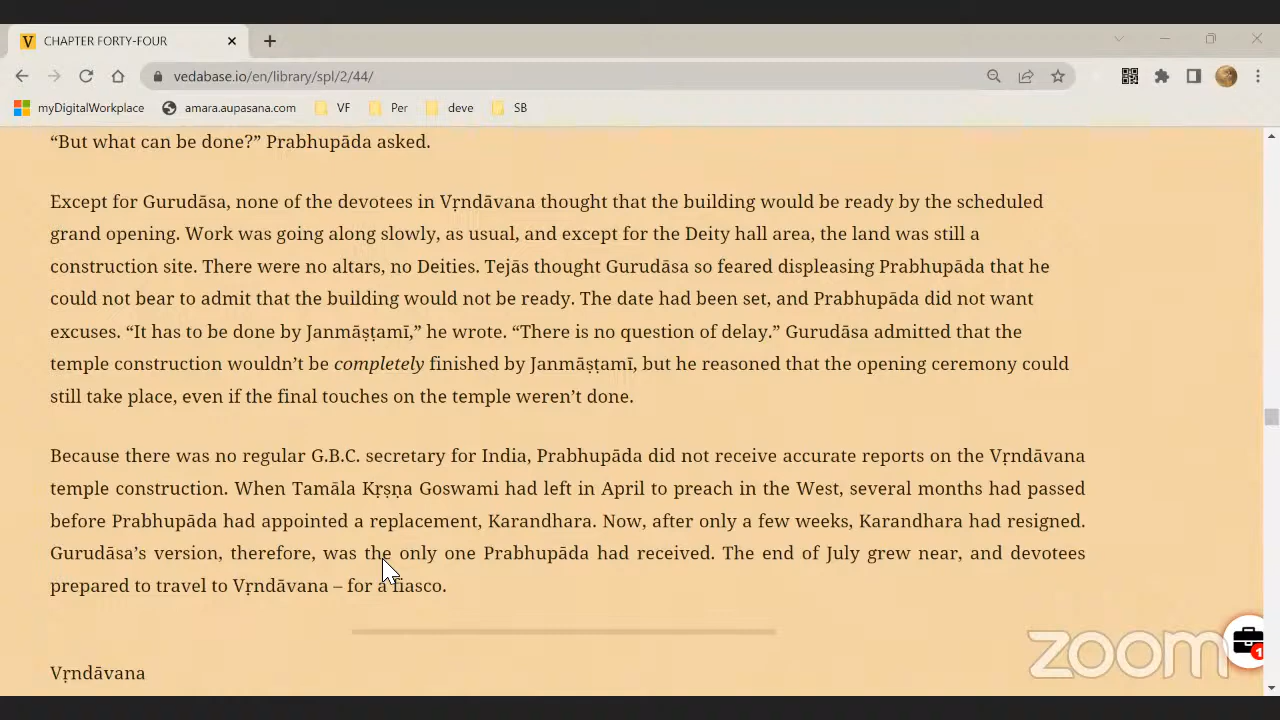 CHAPTER FORTY-FOUR
vedabase.io/en/library/spl/2/44/
myDigitalWorkplace amara.aupasana.com VF Per deve SB
“But what can be done?” Prabhupāda asked.
Except for Gurudāsa, none of the devotees in Vṛndāvana thought that the building would be ready by the scheduled
grand opening. Work was going along slowly, as usual, and except for the Deity hall area, the land was still a
construction site. There were no altars, no Deities. Tejās thought Gurudāsa so feared displeasing Prabhupāda that he
could not bear to admit that the building would not be ready. The date had been set, and Prabhupāda did not want
excuses. “It has to be done by Janmāṣṭamī,” he wrote. “There is no question of delay.” Gurudāsa admitted that the
temple construction wouldn’t be completely finished by Janmāṣṭamī, but he reasoned that the opening ceremony could
still take place, even if the final touches on the temple weren’t done.
Because there was no regular G.B.C. secretary for India, Prabhupāda did not receive accurate reports on the Vṛndāvana
temple construction. When Tamāla Kṛṣṇa Goswami had left in April to preach in the West, several months had passed
before Prabhupāda had appointed a replacement, Karandhara. Now, after only a few weeks, Karandhara had resigned.
Gurudāsa’s version, therefore, was the only one Prabhupāda had received. The end of July grew near, and devotees
prepared to travel to Vṛndāvana – for a fiasco.
Vṛndāvana
zoom
1